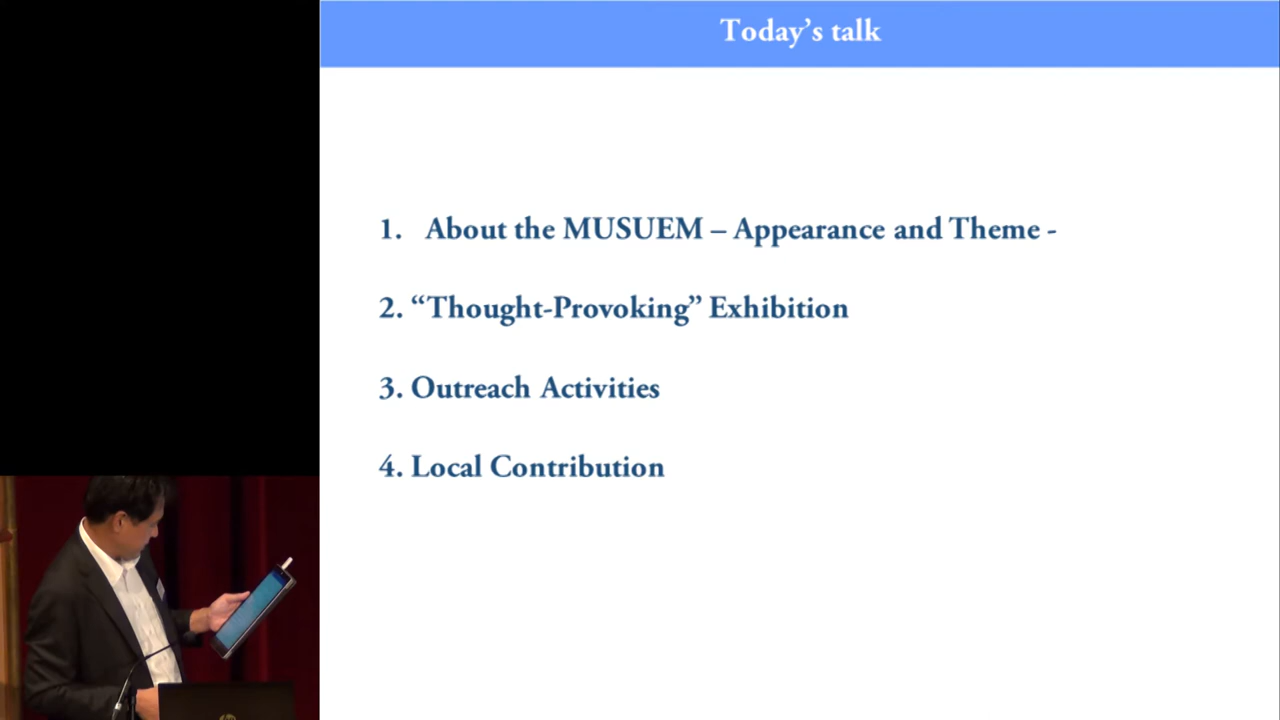 Today’s talk
1. About the MUSUEM – Appearance and Theme -
2. “Thought-Provoking” Exhibition
3. Outreach Activities
4. Local Contribution